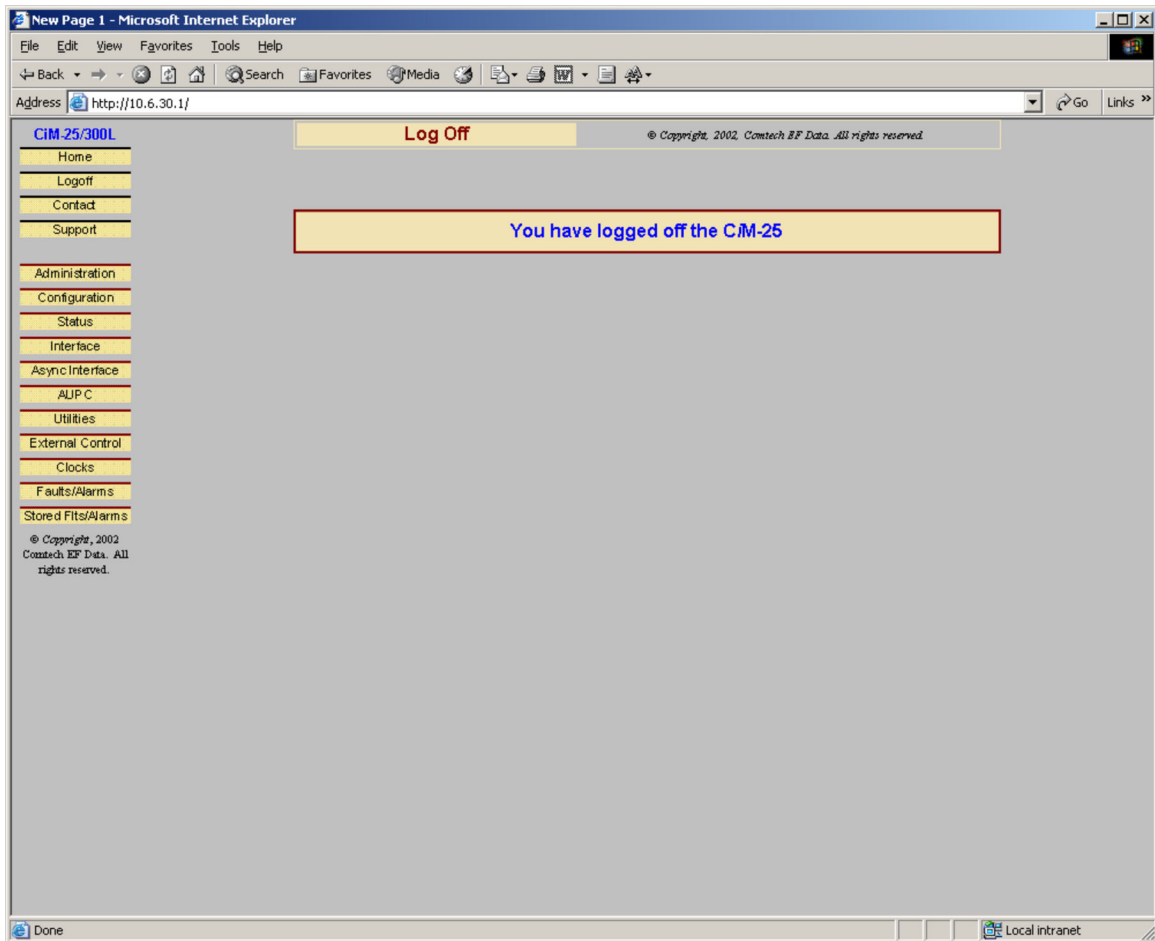 New Page 1 - Microsoft Internet Explorer
File Edit View Favorites Tools Help
Back Search Favorites Media
Address http://10.6.30.1/ Go Links »
CiM-25/300L
Home
Logoff
Contact
Support
Administration
Configuration
Status
Interface
Async Interface
AUPC
Utilities
External Control
Clocks
Faults/Alarms
Stored Flts/Alarms
© Copyright, 2002
Comtech EF Data. All
rights reserved.
Log Off
© Copyright, 2002, Comtech EF Data. All rights reserved.
You have logged off the CiM-25
Done
Local intranet